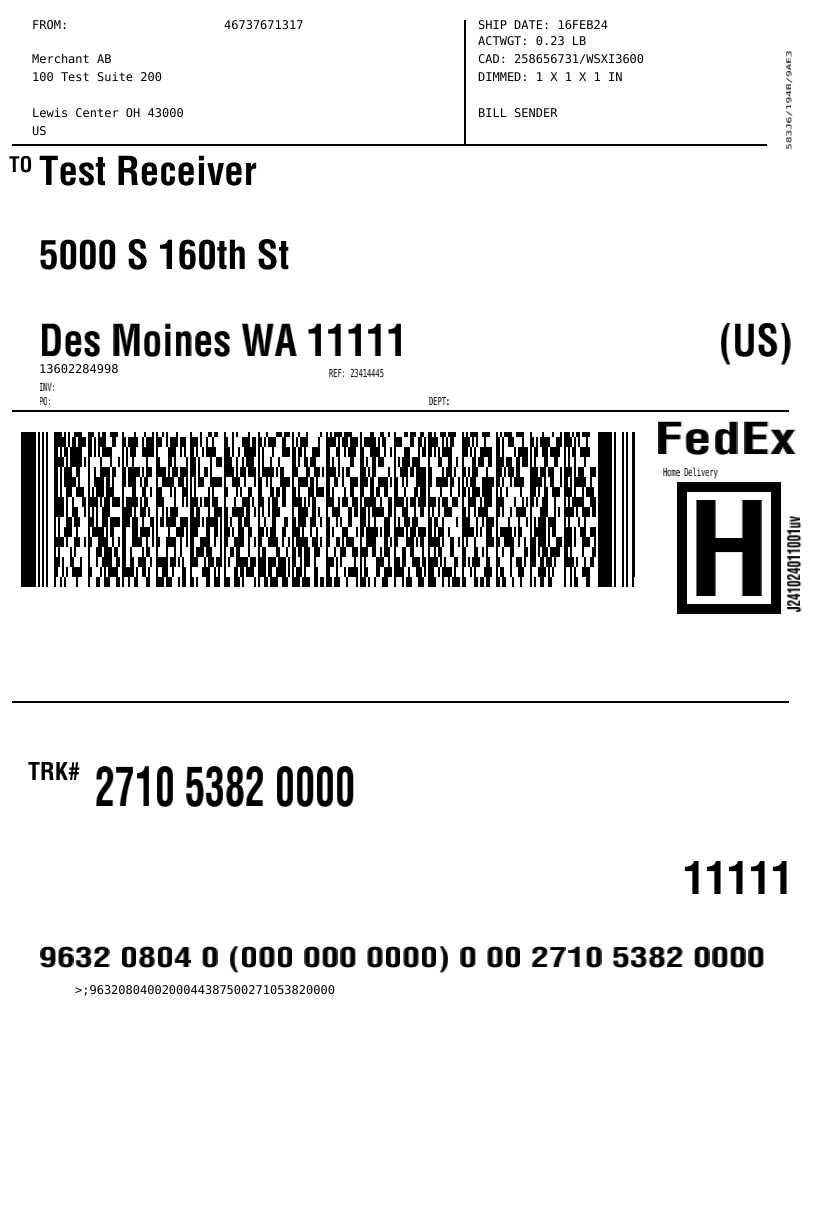 FROM: 46737671317
Merchant AB
100 Test Suite 200
Lewis Center OH 43000
US
SHIP DATE: 16FEB24
ACTWGT: 0.23 LB
CAD: 258656731/WSXI3600
DIMMED: 1 X 1 X 1 IN
BILL SENDER
583J6/194B/9AE3
TO Test Receiver
5000 S 160th St
Des Moines WA 11111 (US)
13602284998 REF: 23414445
INV:
PO: DEPT:
FedEx
Home Delivery
H
J241024011001uv
TRK# 2710 5382 0000
11111
9632 0804 0 (000 000 0000) 0 00 2710 5382 0000
>;9632080400200044387500271053820000